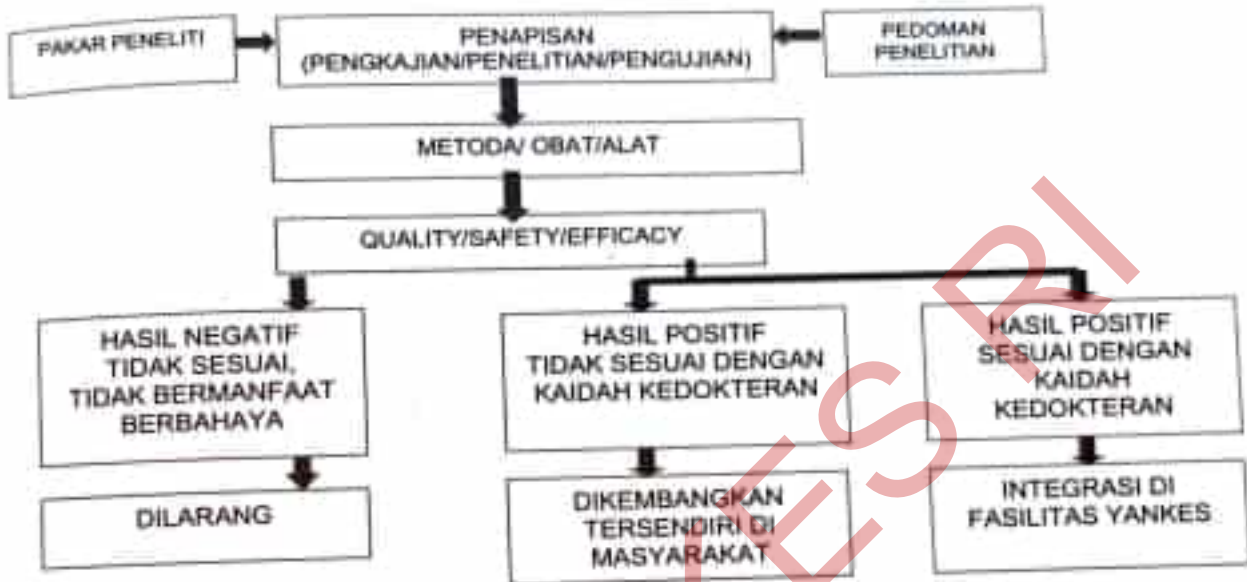 PAKAR PENELITI
PENAPISAN
(PENGKAJIAN/PENELITIAN/PENGUJIAN)
PEDOMAN
PENELITIAN
METODA/ OBAT/ALAT
QUALITY/SAFETY/EFFICACY
HASIL NEGATIF
TIDAK SESUAI,
TIDAK BERMANFAAT
BERBAHAYA
HASIL POSITIF
TIDAK SESUAI DENGAN
KAIDAH KEDOKTERAN
HASIL POSITIF
SESUAI DENGAN
KAIDAH
KEDOKTERAN
DILARANG
DIKEMBANGKAN
TERSENDIRI DI
MASYARAKAT
INTEGRASI DI
FASILITAS YANKES
KES RI